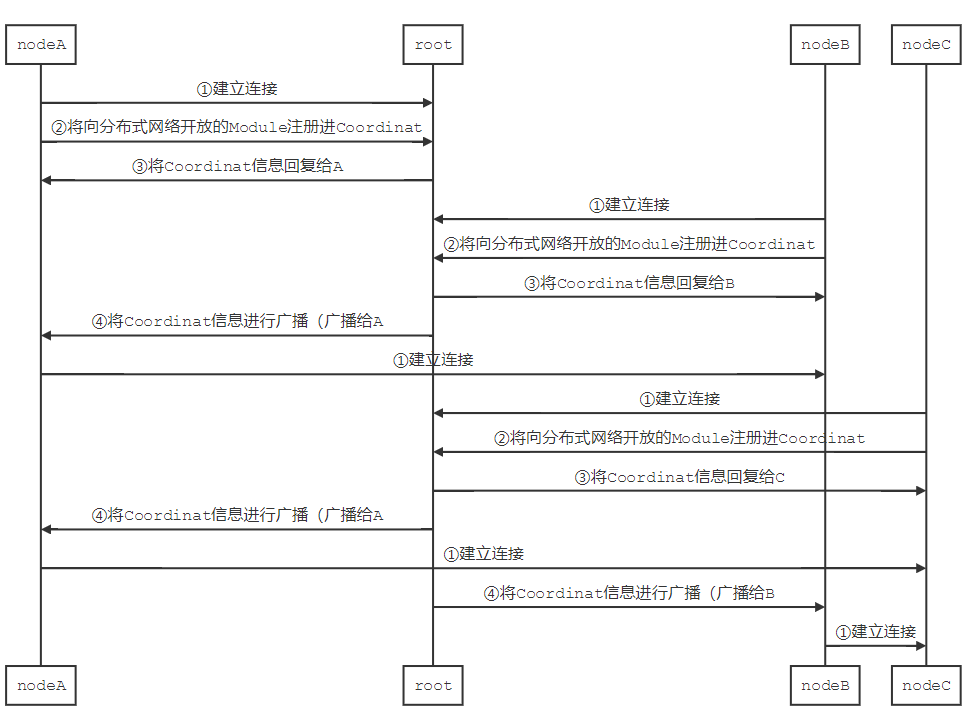 nodeA
root
nodeB
nodeC
①建立连接
②将向分布式网络开放的Module注册进Coordinat
③将Coordinat信息回复给A
①建立连接
②将向分布式网络开放的Module注册进Coordinat
③将Coordinat信息回复给B
④将Coordinat信息进行广播（广播给A
①建立连接
①建立连接
②将向分布式网络开放的Module注册进Coordinat
③将Coordinat信息回复给C
④将Coordinat信息进行广播（广播给A
①建立连接
④将Coordinat信息进行广播（广播给B
①建立连接
nodeA
root
nodeB
nodeC